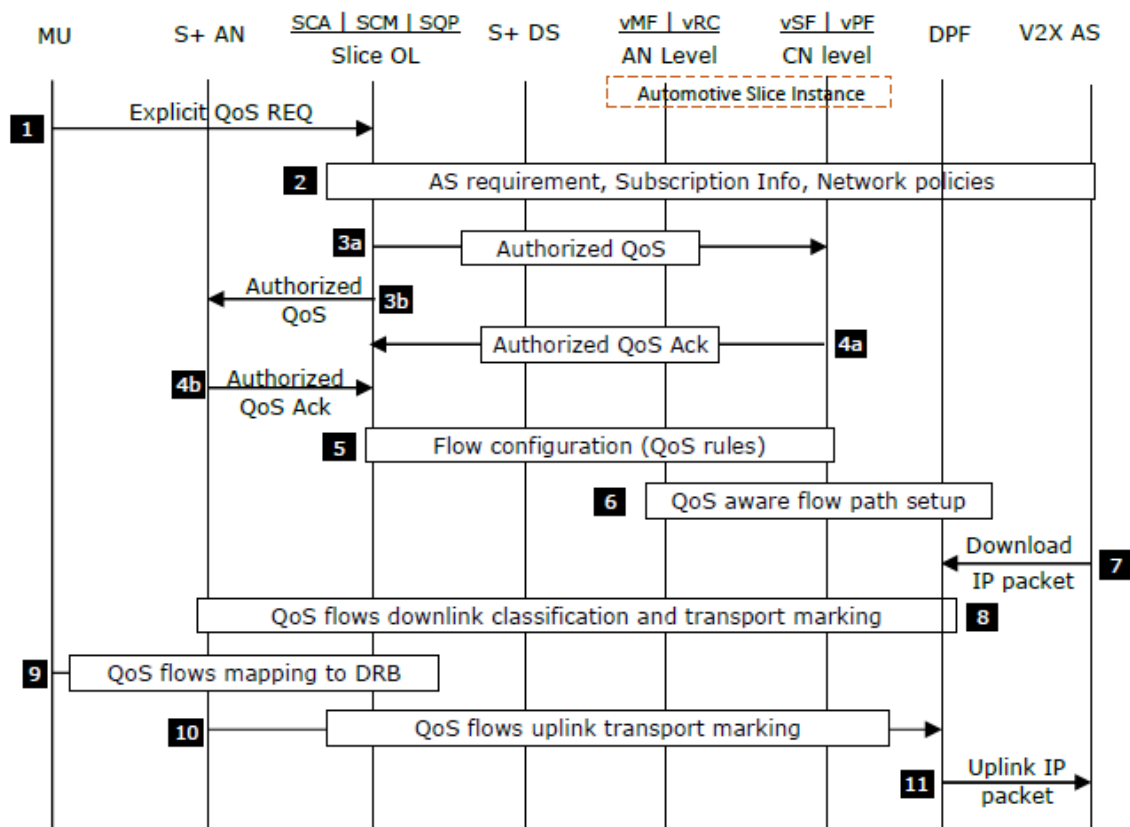 SCA | SCM | SQP
vMF | vRC
vSF | vPF
MU
S+ AN
Slice OL
S+ DS
AN Level
CN level
DPF
V2X AS
Automotive Slice Instance
Explicit QoS REQ
1
2
AS requirement, Subscription Info, Network policies
3a
Authorized QoS
Authorized
QoS
3b
Authorized QoS Ack
4a
4b
Authorized
QoS Ack
5
Flow configuration (QoS rules)
6
QoS aware flow path setup
Download
IP packet
7
QoS flows downlink classification and transport marking
8
9
QoS flows mapping to DRB
10
QoS flows uplink transport marking
11
Uplink IP
packet